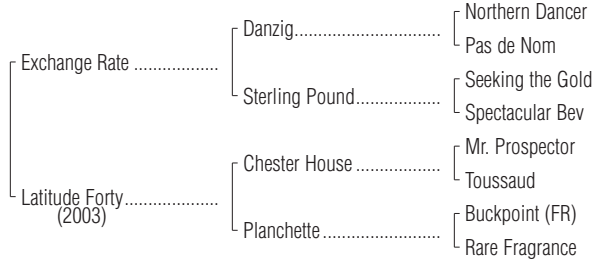 Northern Dancer
Danzig..................................
Pas de Nom
Exchange Rate ...................
Seeking the Gold
Sterling Pound...................
Spectacular Bev
Mr. Prospector
Chester House ...................
Toussaud
Latitude Forty.....................
(2003)
Buckpoint (FR)
Planchette..........................
Rare Fragrance